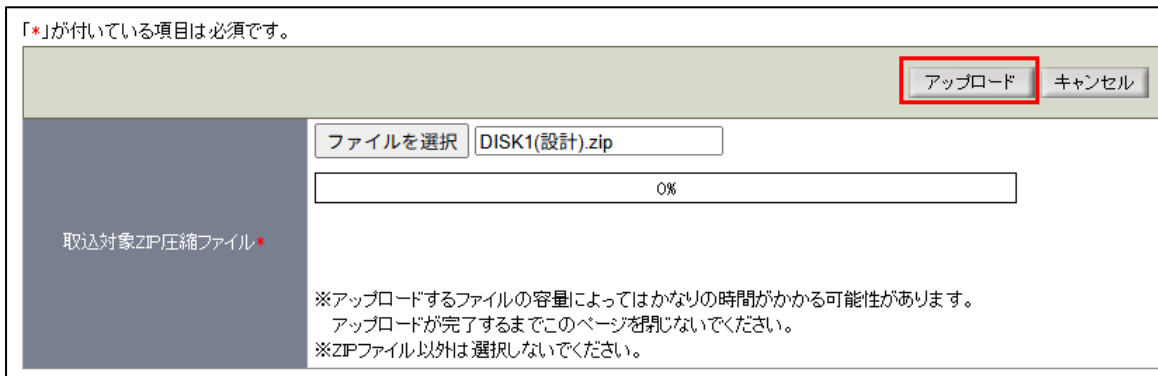 「*」が付いている項目は必須です。
アップロード キャンセル
ファイルを選択 DISK1(設計).zip
0%
取込対象ZIP圧縮ファイル*
※アップロードするファイルの容量によってはかなりの時間がかかる可能性があります。
アップロードが完了するまでこのページを閉じないでください。
※ZIPファイル以外は選択しないでください。